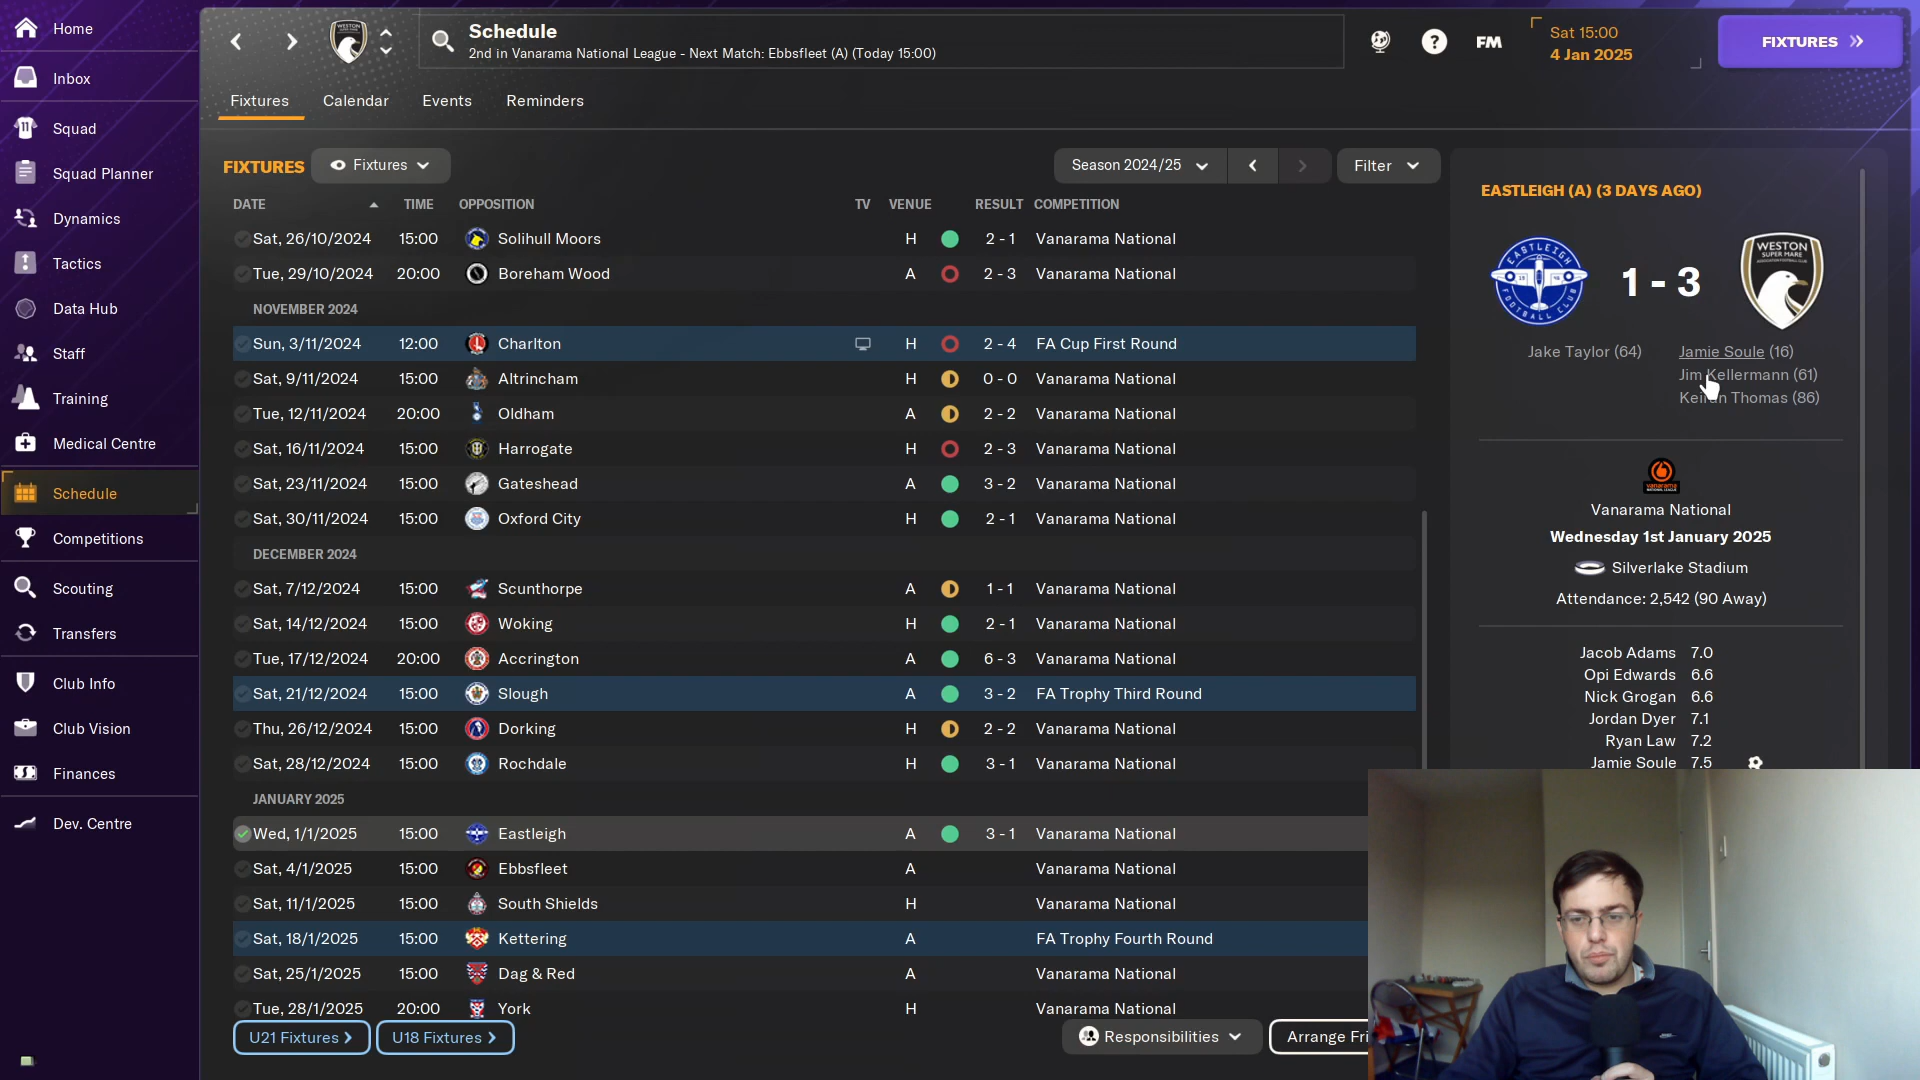 Home
Inbox
Squad
Squad Planner
Dynamics
Tactics
Data Hub
Staff
Training
Medical Centre
Schedule
Competitions
Scouting
Transfers
Club Info
Club Vision
Finances
Dev. Centre
Schedule
2nd in Vanarama National League - Next Match: Ebbsfleet (A) (Today 15:00)
?
FM
Sat 15:00
4 Jan 2025
FIXTURES
Fixtures Calendar Events Reminders
FIXTURES Fixtures Season 2024/25 Filter
DATE TIME OPPOSITION TV VENUE RESULT COMPETITION
Sat, 26/10/2024 15:00 Solihull Moors H 2 - 1 Vanarama National
Tue, 29/10/2024 20:00 Boreham Wood A 2 - 3 Vanarama National
NOVEMBER 2024
Sun, 3/11/2024 12:00 Charlton H 2 - 4 FA Cup First Round
Sat, 9/11/2024 15:00 Altrincham H 0 - 0 Vanarama National
Tue, 12/11/2024 20:00 Oldham A 2 - 2 Vanarama National
Sat, 16/11/2024 15:00 Harrogate H 2 - 3 Vanarama National
Sat, 23/11/2024 15:00 Gateshead A 3 - 2 Vanarama National
Sat, 30/11/2024 15:00 Oxford City H 2 - 1 Vanarama National
DECEMBER 2024
Sat, 7/12/2024 15:00 Scunthorpe A 1 - 1 Vanarama National
Sat, 14/12/2024 15:00 Woking H 2 - 1 Vanarama National
Tue, 17/12/2024 20:00 Accrington A 6 - 3 Vanarama National
Sat, 21/12/2024 15:00 Slough A 3 - 2 FA Trophy Third Round
Thu, 26/12/2024 15:00 Dorking H 2 - 2 Vanarama National
Sat, 28/12/2024 15:00 Rochdale H 3 - 1 Vanarama National
JANUARY 2025
Wed, 1/1/2025 15:00 Eastleigh A 3 - 1 Vanarama National
Sat, 4/1/2025 15:00 Ebbsfleet A Vanarama National
Sat, 11/1/2025 15:00 South Shields H Vanarama National
Sat, 18/1/2025 15:00 Kettering A FA Trophy Fourth Round
Sat, 25/1/2025 15:00 Dag & Red A Vanarama National
Tue, 28/1/2025 20:00 York H Vanarama National
U21 Fixtures U18 Fixtures Responsibilities Arrange Fri
EASTLEIGH (A) (3 DAYS AGO)
EASTLEIGH
FOOTBALL CLUB
1 - 3
WESTON
SUPER MARE
Jake Taylor (64)
Jamie Soule (16)
Jim Kellermann (61)
Thomas (86)
Vanarama National
Wednesday 1st January 2025
Silverlake Stadium
Attendance: 2,542 (90 Away)
Jacob Adams 7.0
Opi Edwards 6.6
Nick Grogan 6.6
Jordan Dyer 7.1
Ryan Law 7.2
Jamie Soule 7.5